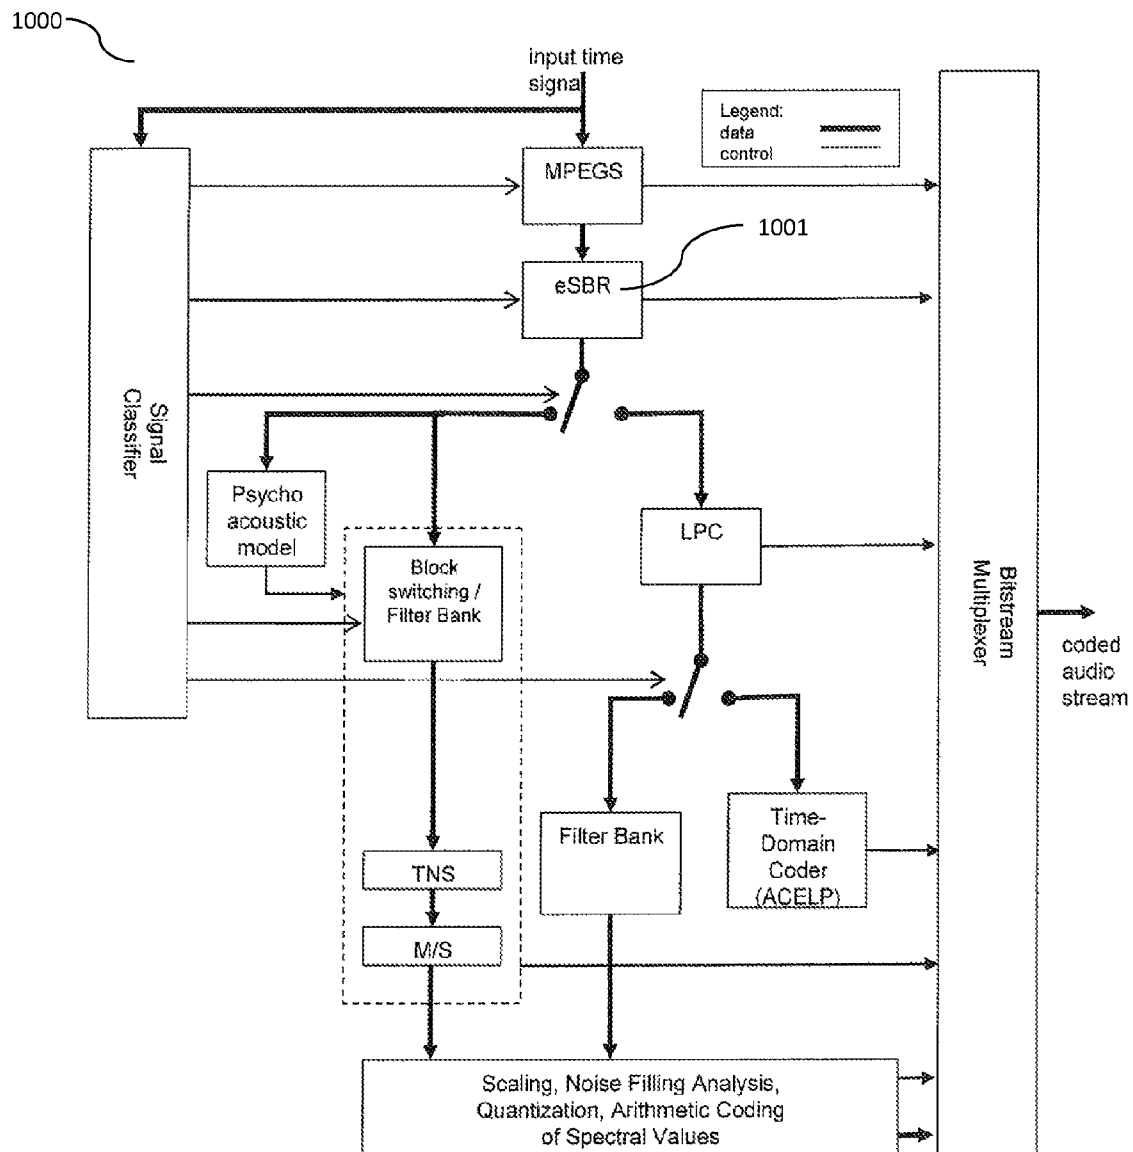 1000
input time
signal
Legend:
data
control
MPEGS
1001
eSBR
Signal
Classifier
Psycho
acoustic
model
LPC
Block
switching /
Filter Bank
Bitstream
Multiplexer
coded
audio
stream
Time-
Domain
Coder
(ACELP)
Filter Bank
TNS
M/S
Scaling, Noise Filling Analysis,
Quantization, Arithmetic Coding
of Spectral Values